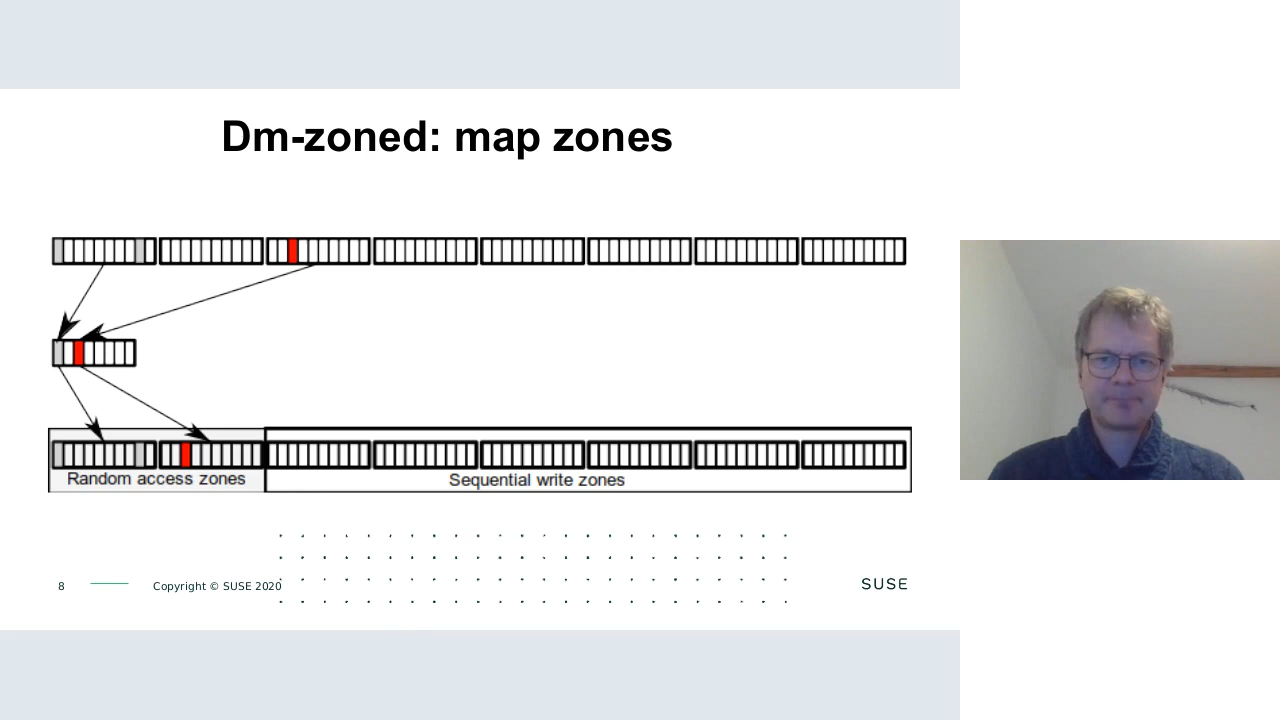 Dm-zoned: map zones
Random access zones
Sequential write zones
8
Copyright © SUSE 2020
SUSE